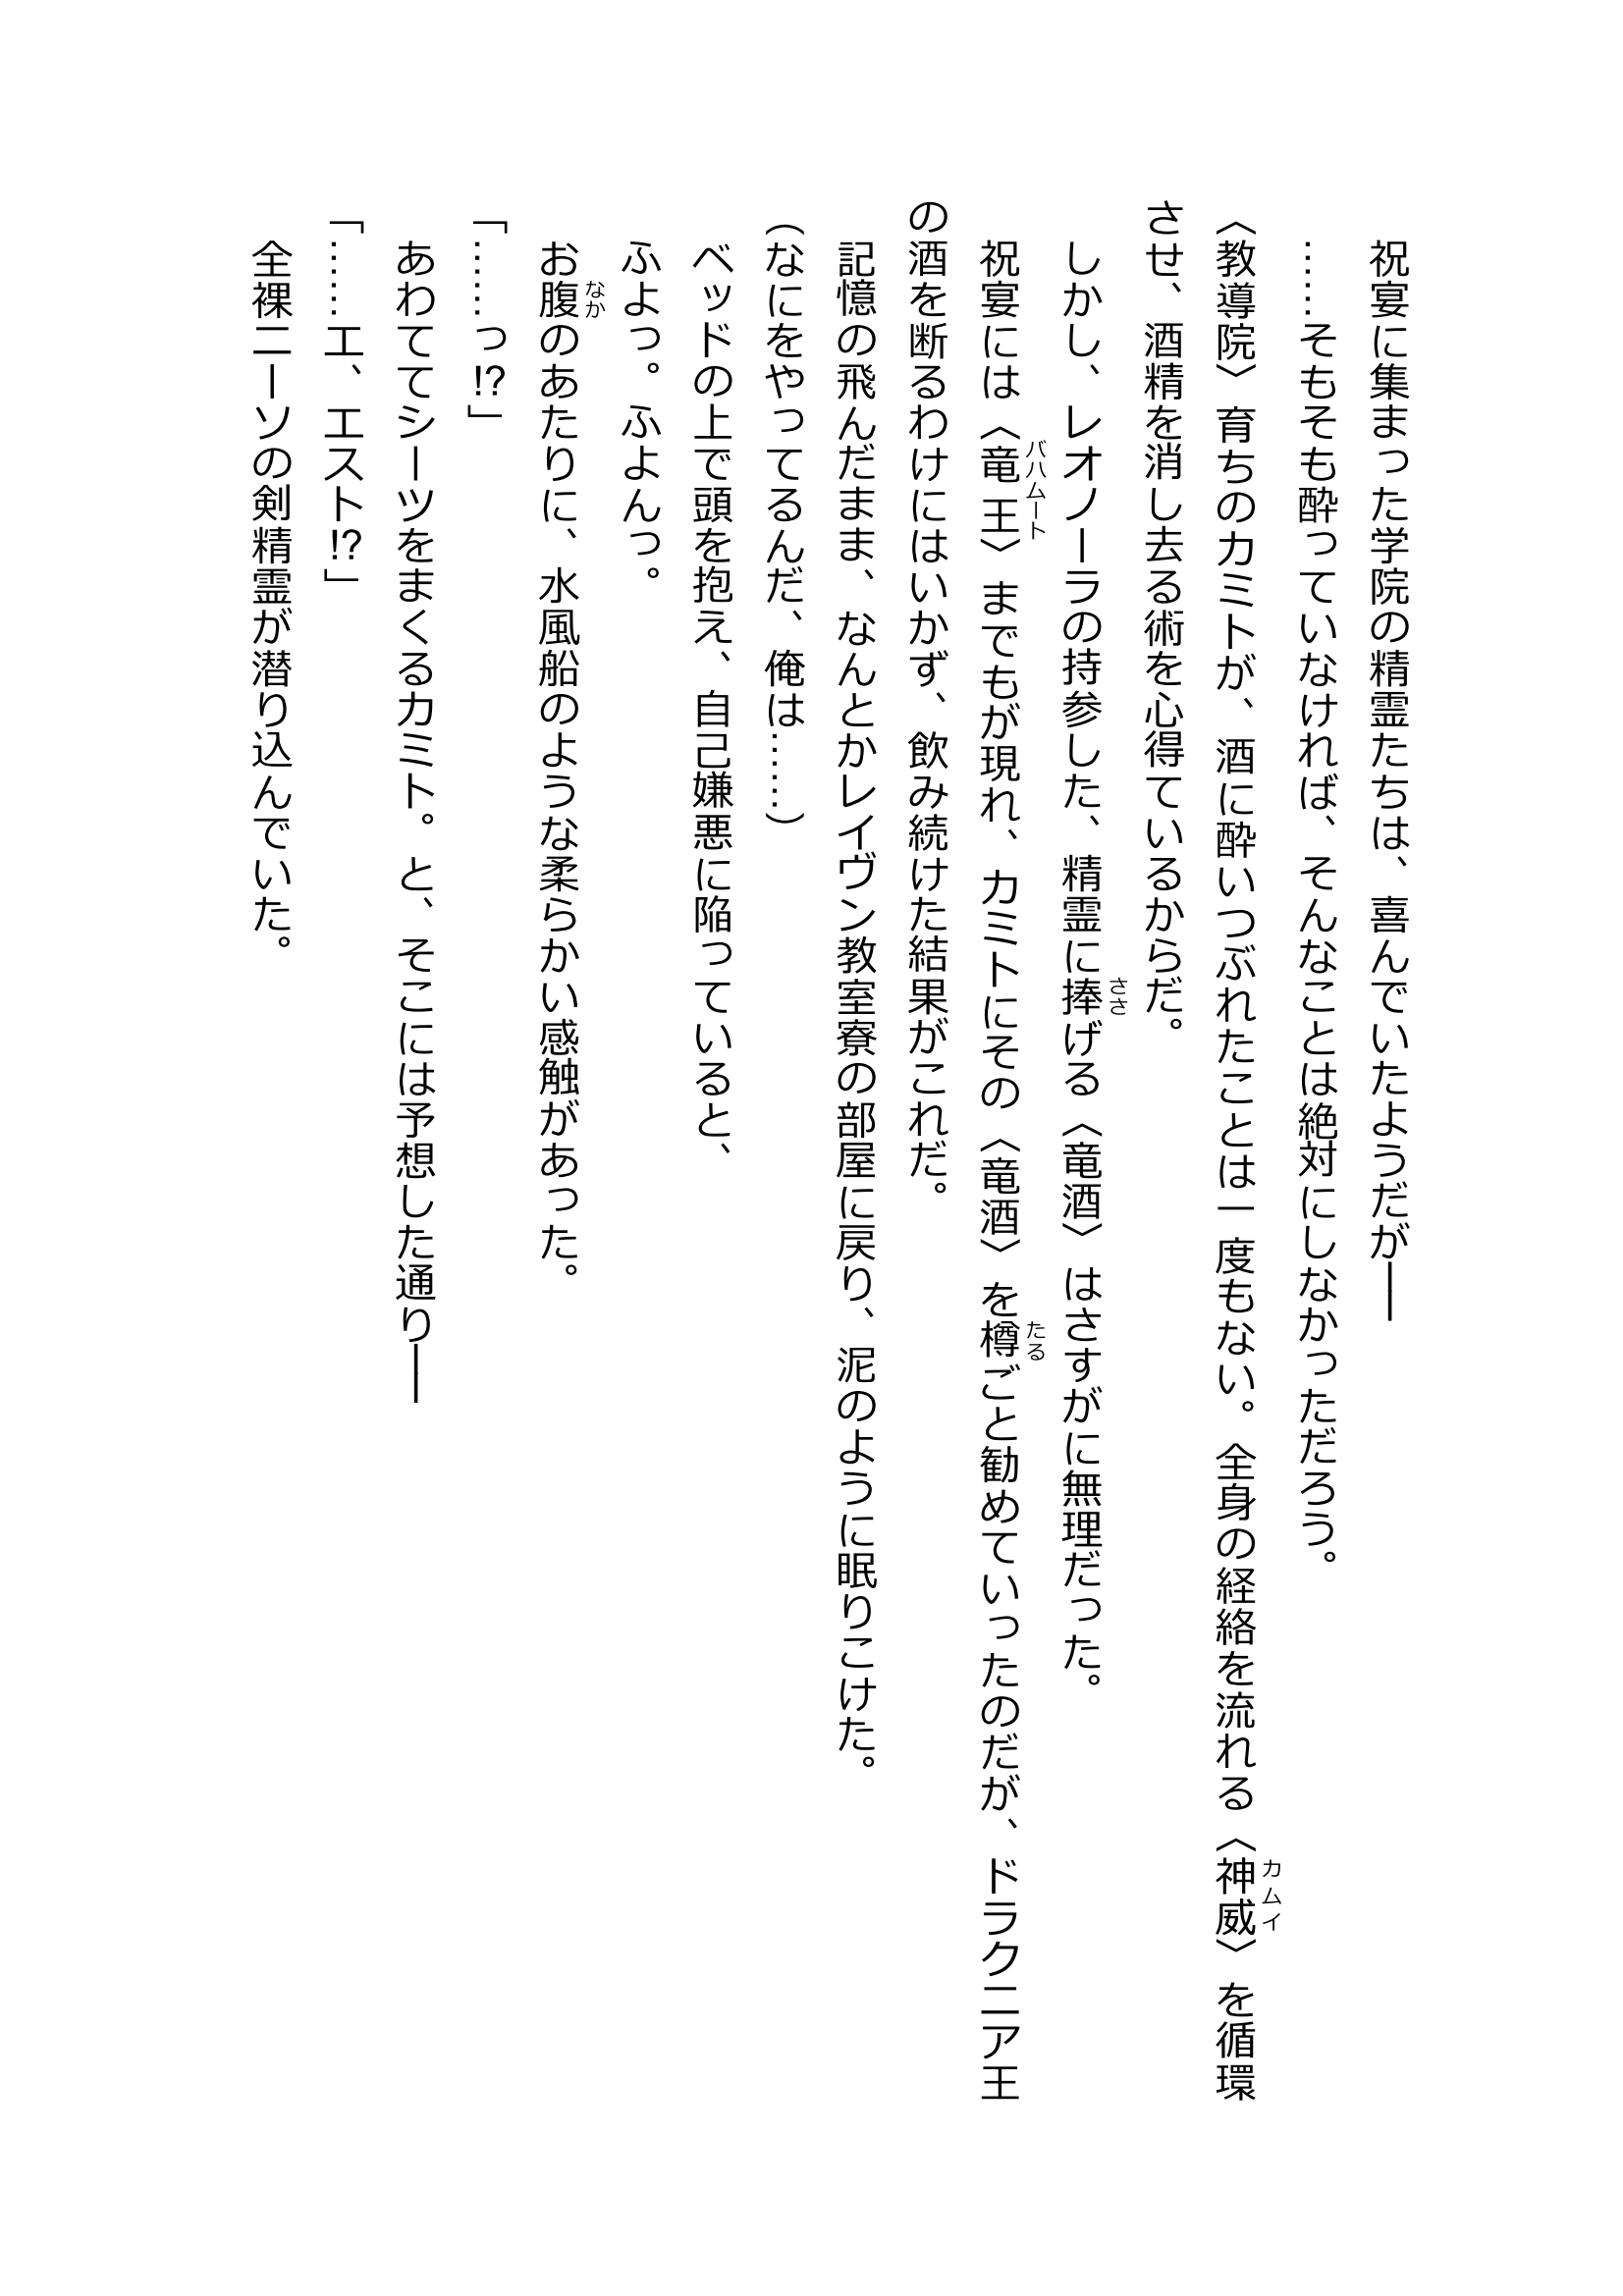 祝宴に集まった学院の精霊たちは、喜んでいたようだが――
……そもそも酔っていなければ、そんなことは絶対にしなかっただろう。
〈教導院〉育ちのカミトが、酒に酔いつぶれたことは一度もない。全身の経絡を流れる〈神威〉を循環
させ、酒精を消し去る術を心得ているからだ。
しかし、レオノーラの持参した、精霊に捧げる〈竜酒〉はさすがに無理だった。
祝宴には〈竜王〉までもが現れ、カミトにその〈竜酒〉を樽ごと勧めていったのだが、ドラクニア王
の酒を断るわけにはいかず、飲み続けた結果がこれだ。
記憶の飛んだまま、なんとかレイヴン教室寮の部屋に戻り、泥のように眠りこけた。
（なにをやってるんだ、俺は……）
ベッドの上で頭を抱え、自己嫌悪に陥っていると、
ふよっ。ふよんっ。
お腹のあたりに、水風船のような柔らかい感触があった。
「……っ⁉」
あわててシーツをまくるカミト。と、そこには予想した通り――
「……エ、エスト⁉」
全裸ニーソの剣精霊が潜り込んでいた。